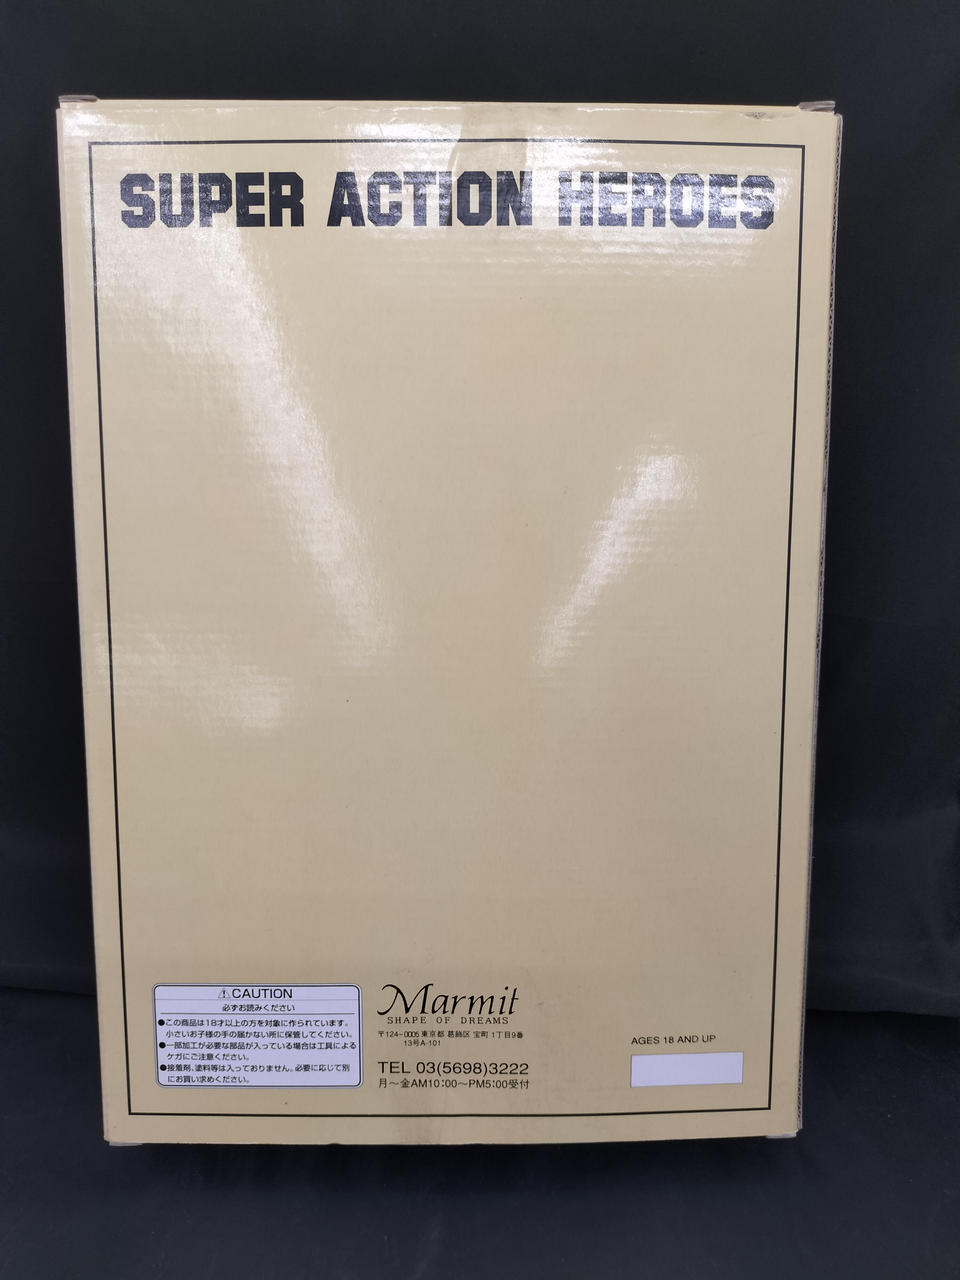 SUPER ACTION HEROES
⚠CAUTION
必ずお読みください
●この商品は18才以上の方を対象に作られています。
小さいお子様の手の届かない所に保管してください。
●一部加工が必要な部品が入っている場合は工具による
ケガにご注意ください。
●接着剤、塗料等は入っておりません。必要に応じて別
にお買い求めください。
Marmit
SHAPE OF DREAMS
〒124-0005 東京都 葛飾区 宝町 1丁目9番
13号A-101
TEL 03(5698)3222
月〜金AM10:00〜PM5:00受付
AGES 18 AND UP